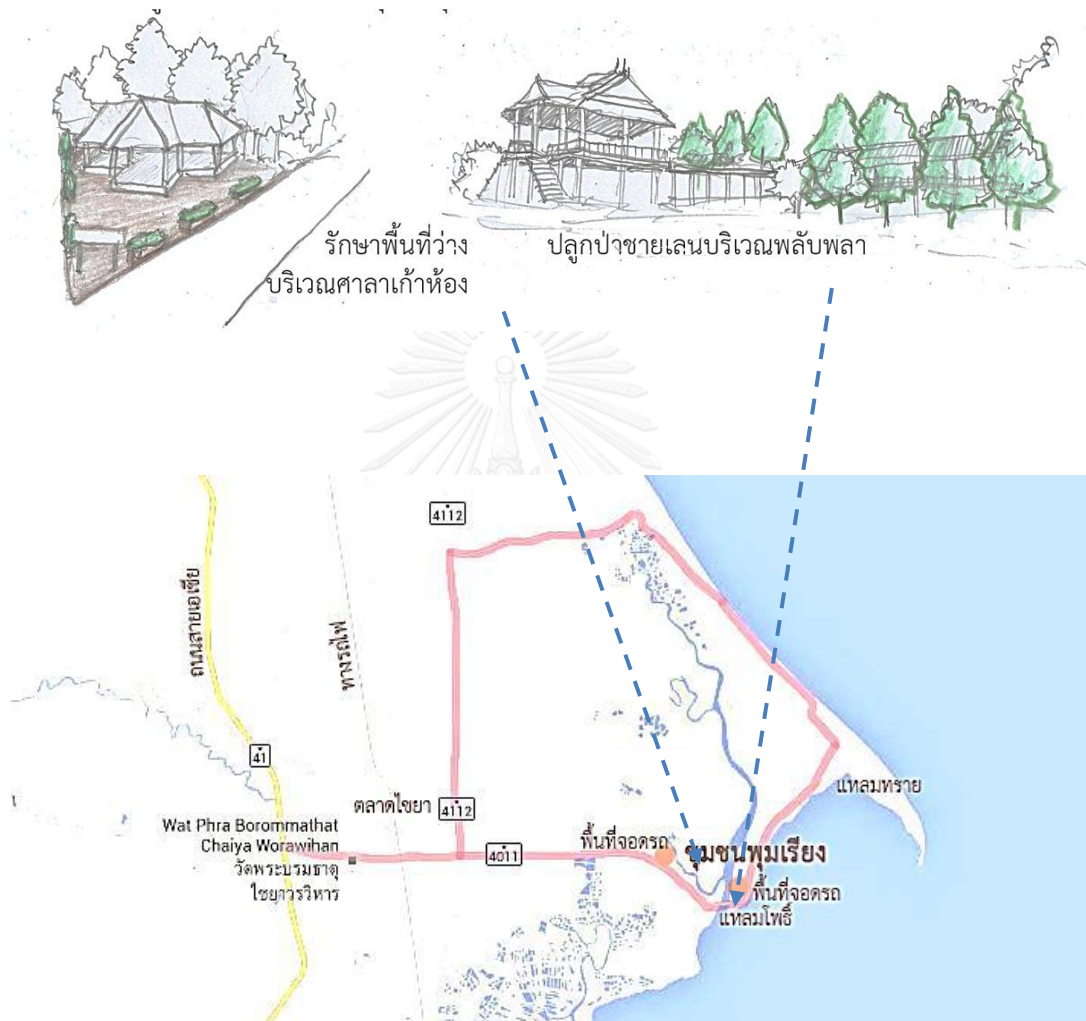 รักษาพื้นที่ว่าง
บริเวณศาลาเก้าห้อง
ปลูกป่าชายเลนบริเวณพลับพลา
4112
ถนนสายเอเชีย
ทางรถไฟ
41
แหลมทราย
ตลาดไชยา
4112
Wat Phra Borommathat
Chaiya Worawihan
วัดพระบรมธาตุ
ไชยาวรวิหาร
4011
พื้นที่จอดรถ
ชุมชนพุมเรียง
พื้นที่จอดรถ
แหลมโพธิ์